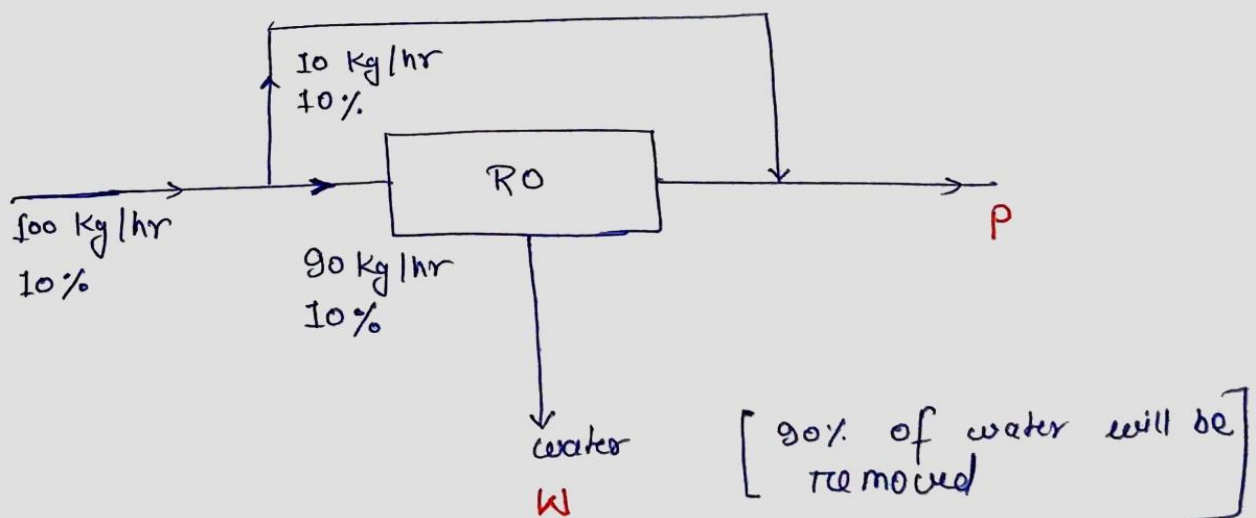 10 kg/hr
10%
RO
100 kg/hr
10%
P
90 kg/hr
10%
water
W
[ 90% of water will be
removed ]